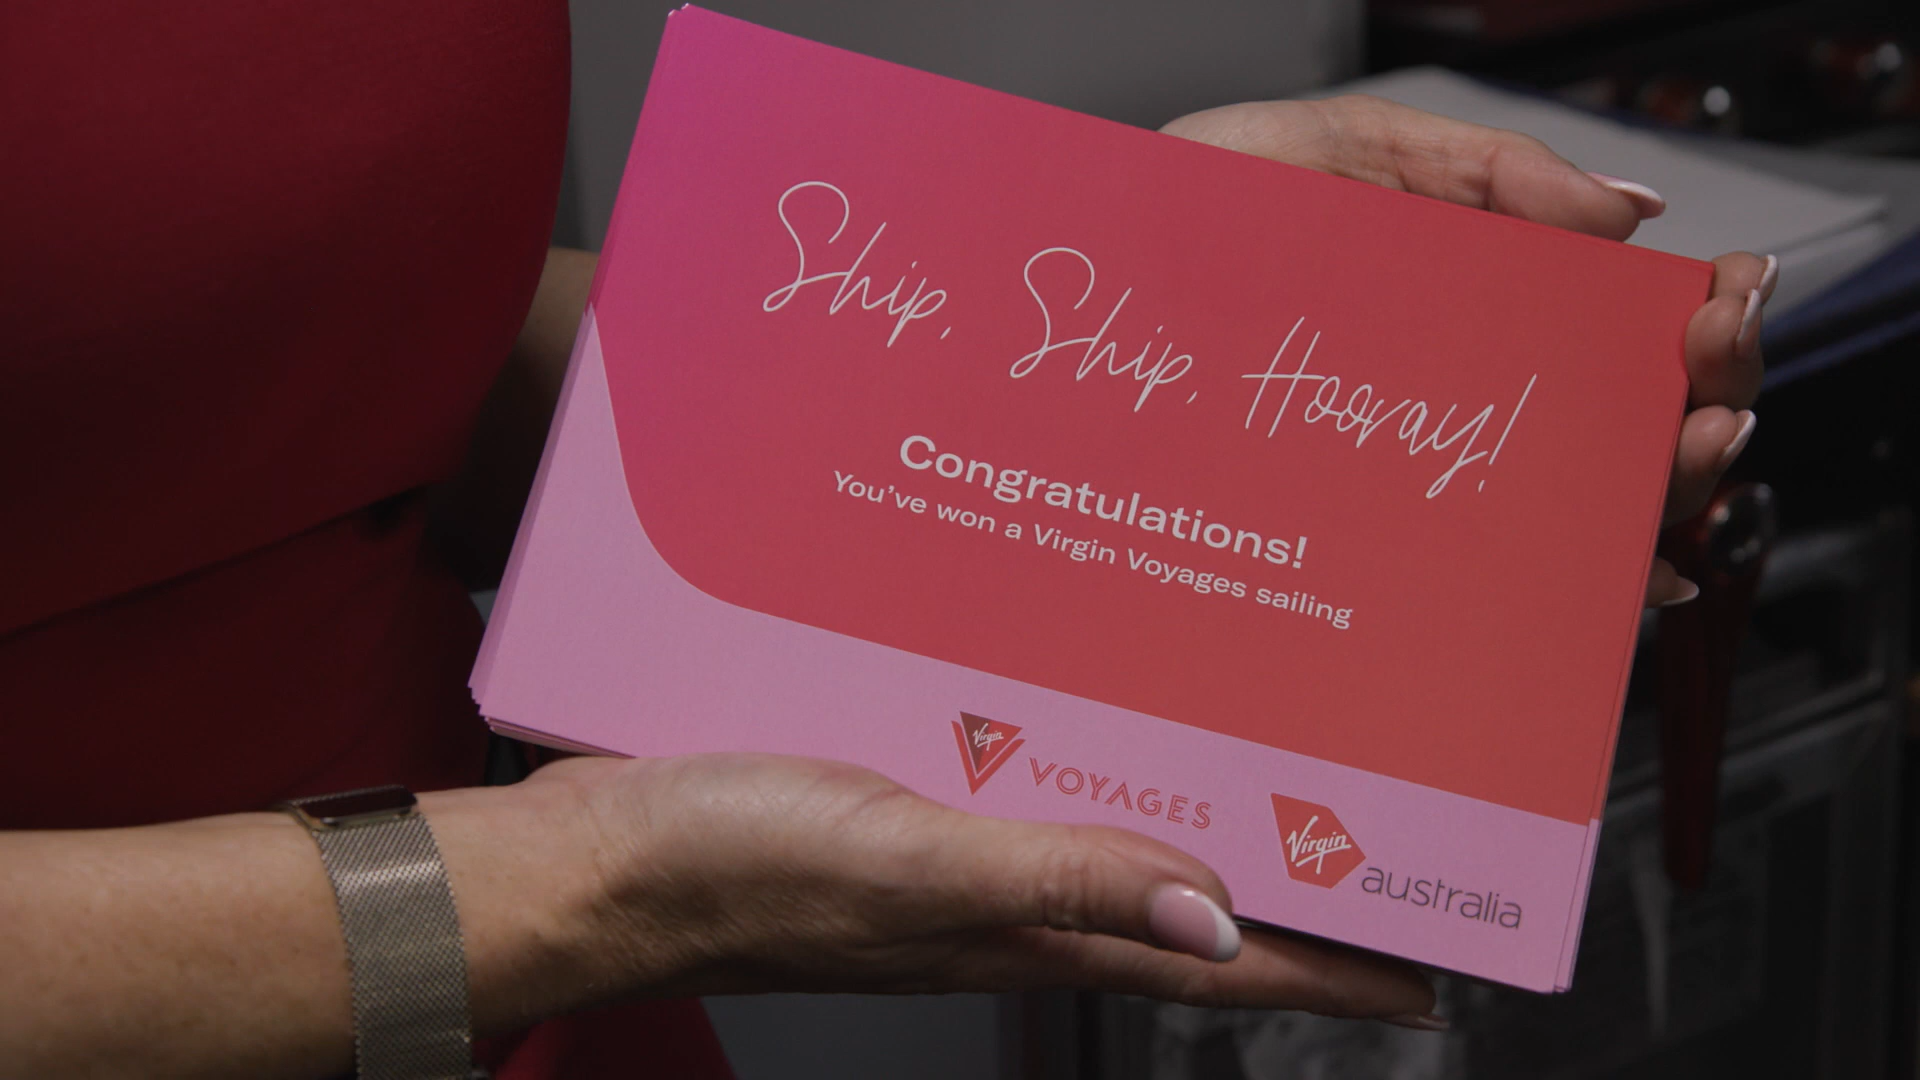 Ship, Ship, Hooray!
Congratulations!
You've won a Virgin Voyages sailing
Virgin VOYAGES
Virgin australia